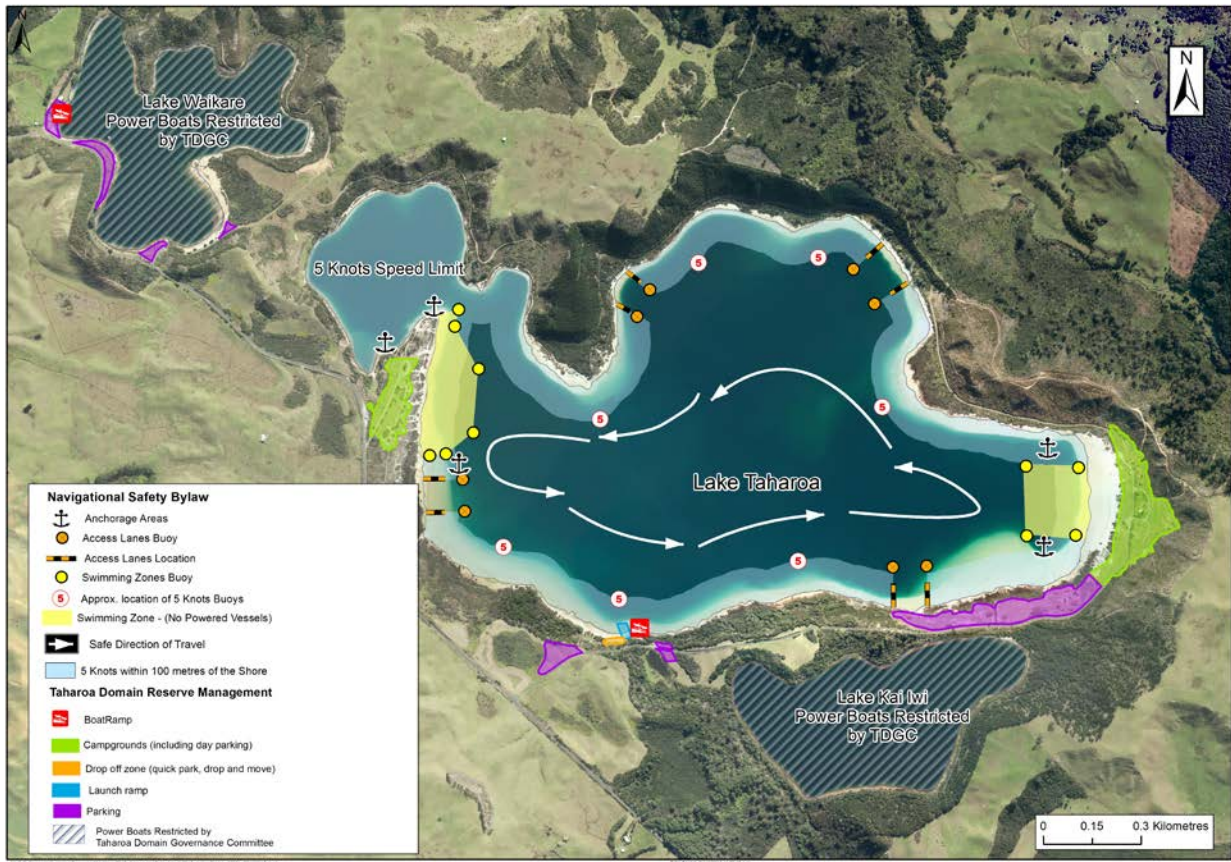 N
Lake Waikare
Power Boats Restricted
by TDGC
N
5 Knots Speed Limit
5
5
5
5
Lake Taharoa
5
5
5
Lake Kai Iwi
Power Boats Restricted
by TDGC
Navigational Safety Bylaw
Anchorage Areas
Access Lanes Buoy
Access Lanes Location
Swimming Zones Buoy
5 Approx. location of 5 Knots Buoys
Swimming Zone - (No Powered Vessels)
Safe Direction of Travel
5 Knots within 100 metres of the Shore
Taharoa Domain Reserve Management
BoatRamp
Campgrounds (including day parking)
Drop off zone (quick park, drop and move)
Launch ramp
Parking
Power Boats Restricted by
Taharoa Domain Governance Committee
0 0.15 0.3 Kilometres